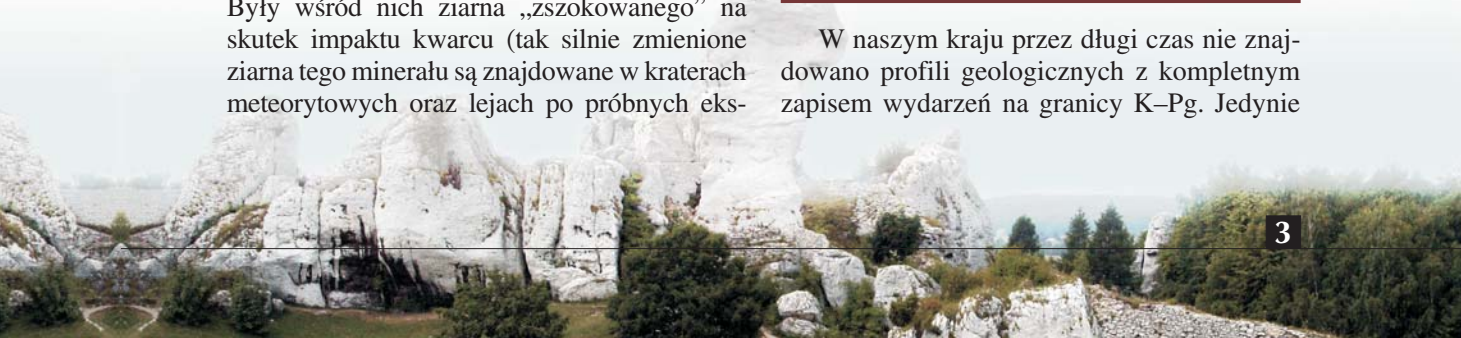 Były wśród nich ziarna „zszokowanego” na
skutek impaktu kwarcu (tak silnie zmienione
ziarna tego minerału są znajdowane w kraterach
meteorytowych oraz lejach po próbnych eks-
W naszym kraju przez długi czas nie znaj-
dowano profili geologicznych z kompletnym
zapisem wydarzeń na granicy K–Pg. Jedynie
3